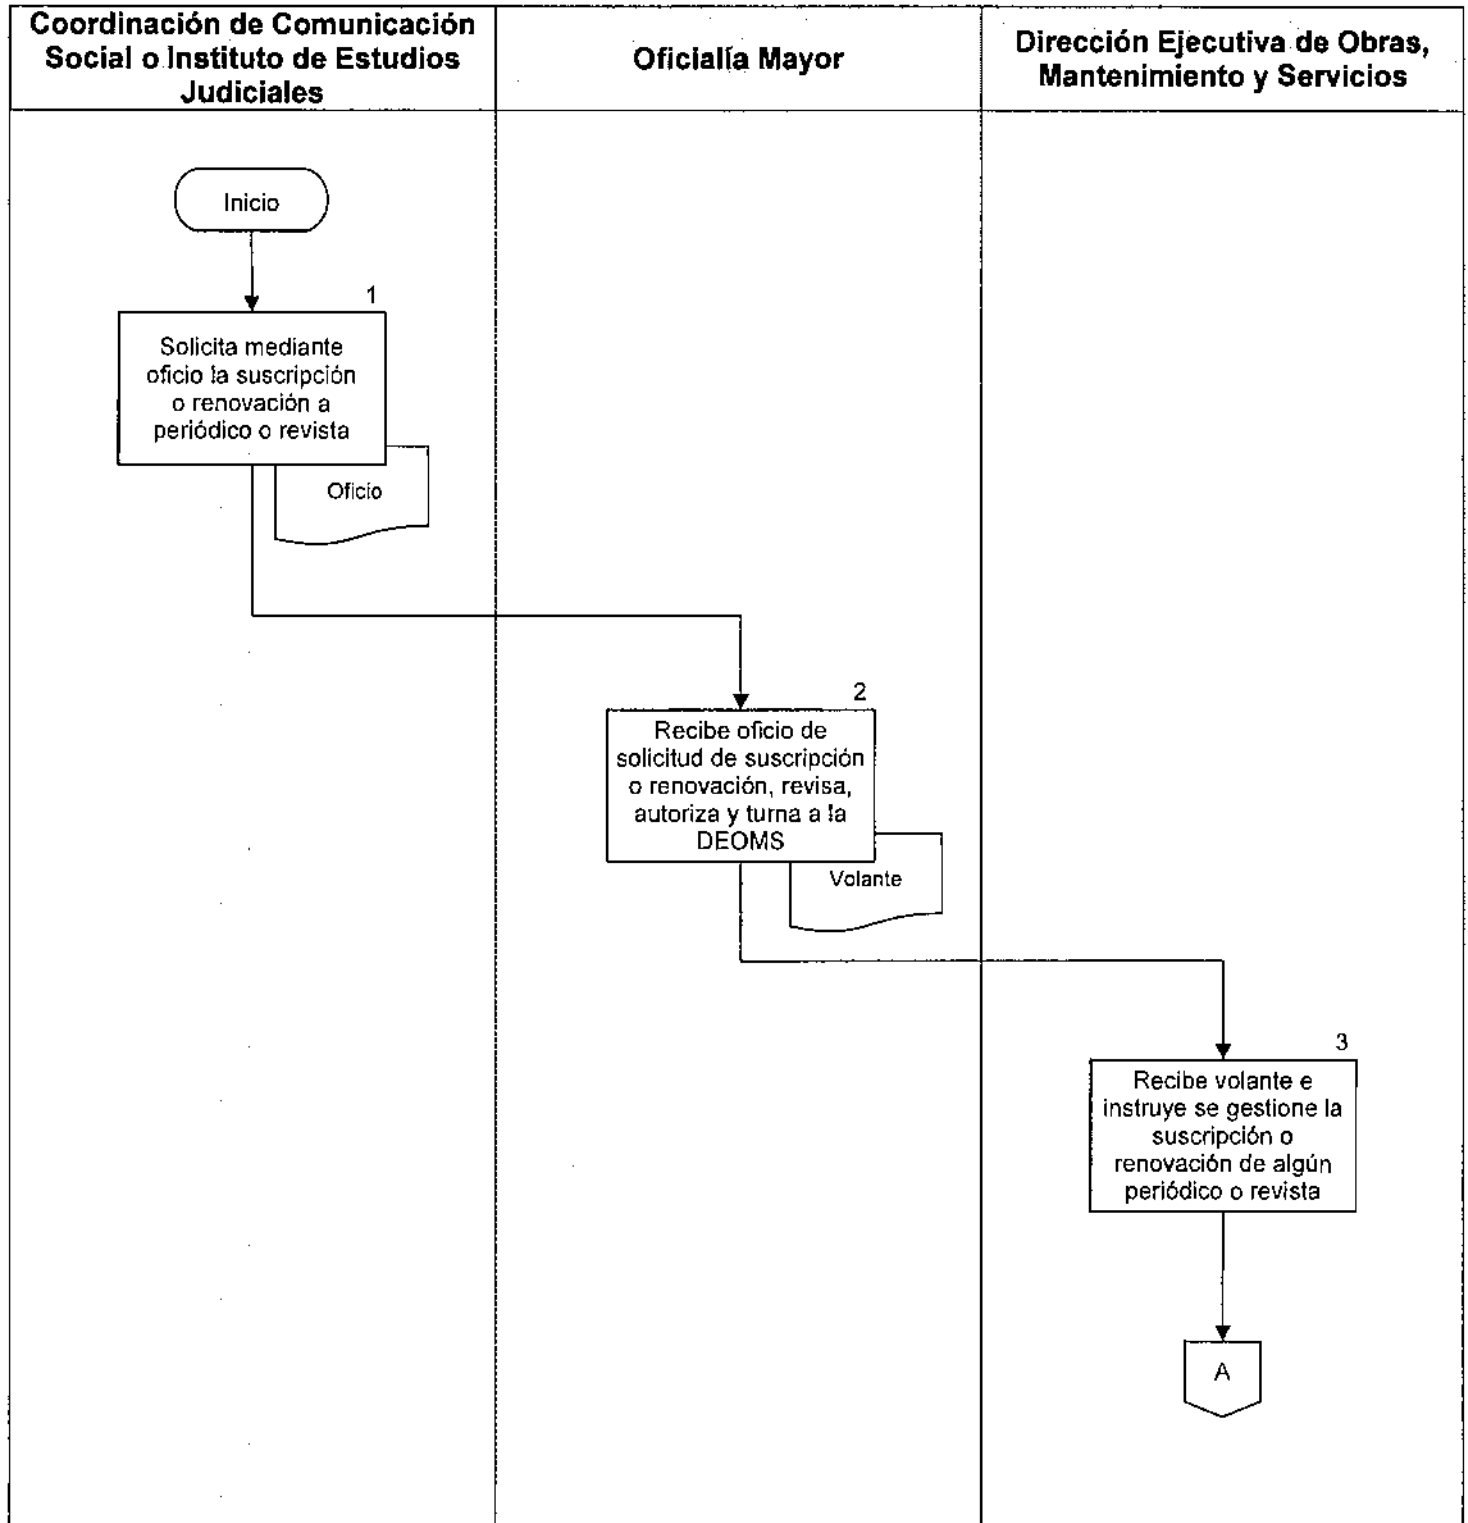 Coordinación de Comunicación
Social o Instituto de Estudios
Judiciales
Oficialía Mayor
Dirección Ejecutiva de Obras,
Mantenimiento y Servicios
Inicio
1
Solicita mediante
oficio la suscripción
o renovación a
periódico o revista
Oficio
2
Recibe oficio de
solicitud de suscripción
o renovación, revisa,
autoriza y turna a la
DEOMS
Volante
3
Recibe volante e
instruye se gestione la
suscripción o
renovación de algún
periódico o revista
A